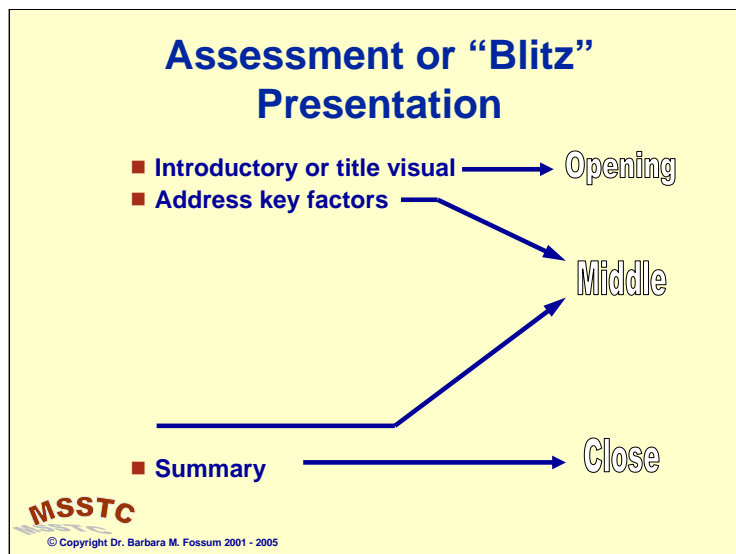 Assessment or “Blitz”
Presentation
■ Introductory or title visual
Opening
■ Address key factors
Middle
■ Summary
Close
MSSTC
© Copyright Dr. Barbara M. Fossum 2001 - 2005